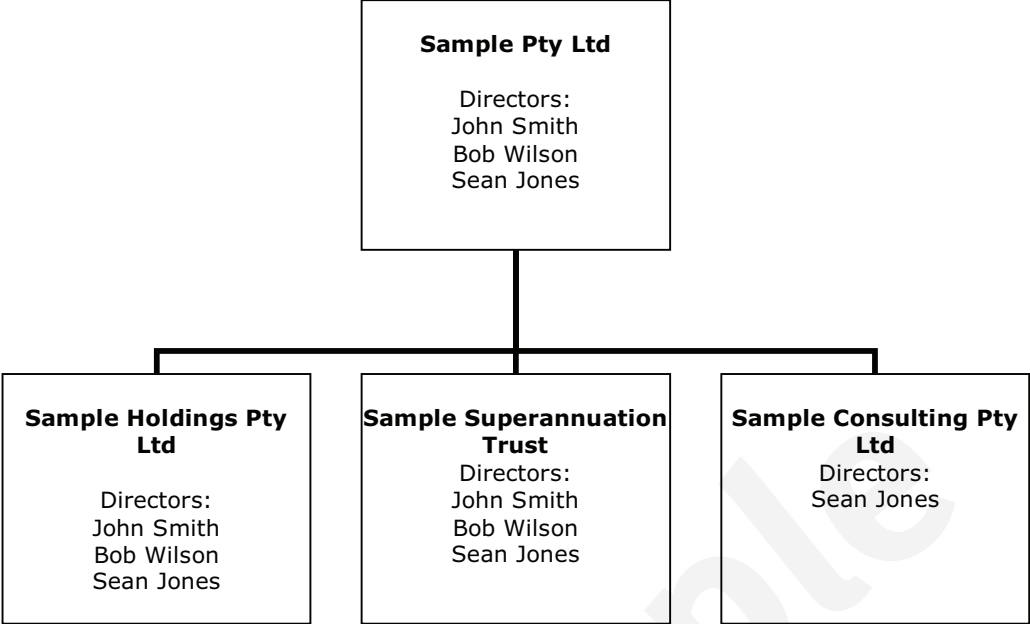 Sample Pty Ltd
Directors:
John Smith
Bob Wilson
Sean Jones
Sample Holdings Pty
Ltd
Directors:
John Smith
Bob Wilson
Sean Jones
Sample Superannuation
Trust
Directors:
John Smith
Bob Wilson
Sean Jones
Sample Consulting Pty
Ltd
Directors:
Sean Jones